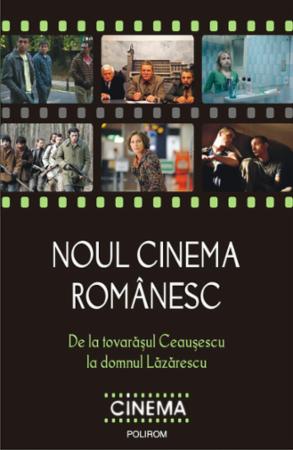 NOUL CINEMA
ROMÂNESC
De la tovarășul Ceaușescu
la domnul Lăzărescu
CINEMA
POLIROM